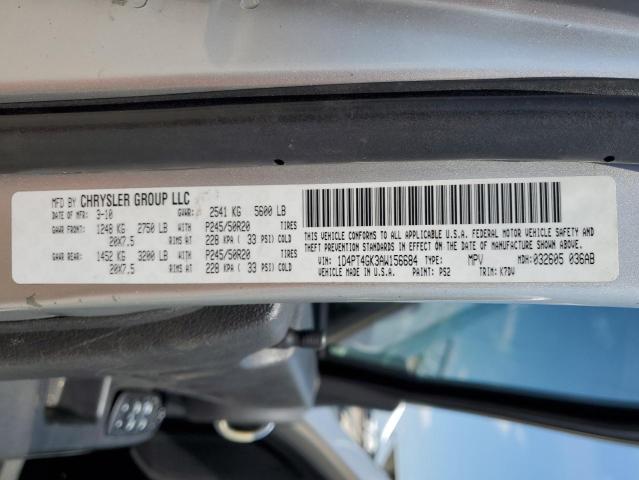 MFD BY CHRYSLER GROUP LLC
DATE OF MFR: 3-10 GVWR: 2541 KG 5600 LB
GAWR FRONT: 1248 KG 2750 LB WITH P245/50R20 TIRES
20X7.5 RIMS AT 228 KPA ( 33 PSI) COLD
GAWR REAR: 1452 KG 3200 LB WITH P245/50R20 TIRES
20X7.5 RIMS AT 228 KPA ( 33 PSI) COLD
THIS VEHICLE CONFORMS TO ALL APPLICABLE U.S.A. FEDERAL MOTOR VEHICLE SAFETY
AND THEFT PREVENTION STANDARDS IN EFFECT ON THE DATE OF MANUFACTURE SHOWN ABOVE.
VIN: 1D4PT4GK3AW156684 TYPE: MPV MDH: 032605 036AB
VEHICLE MADE IN U.S.A. PAINT: PS2 TRIM: K7DV